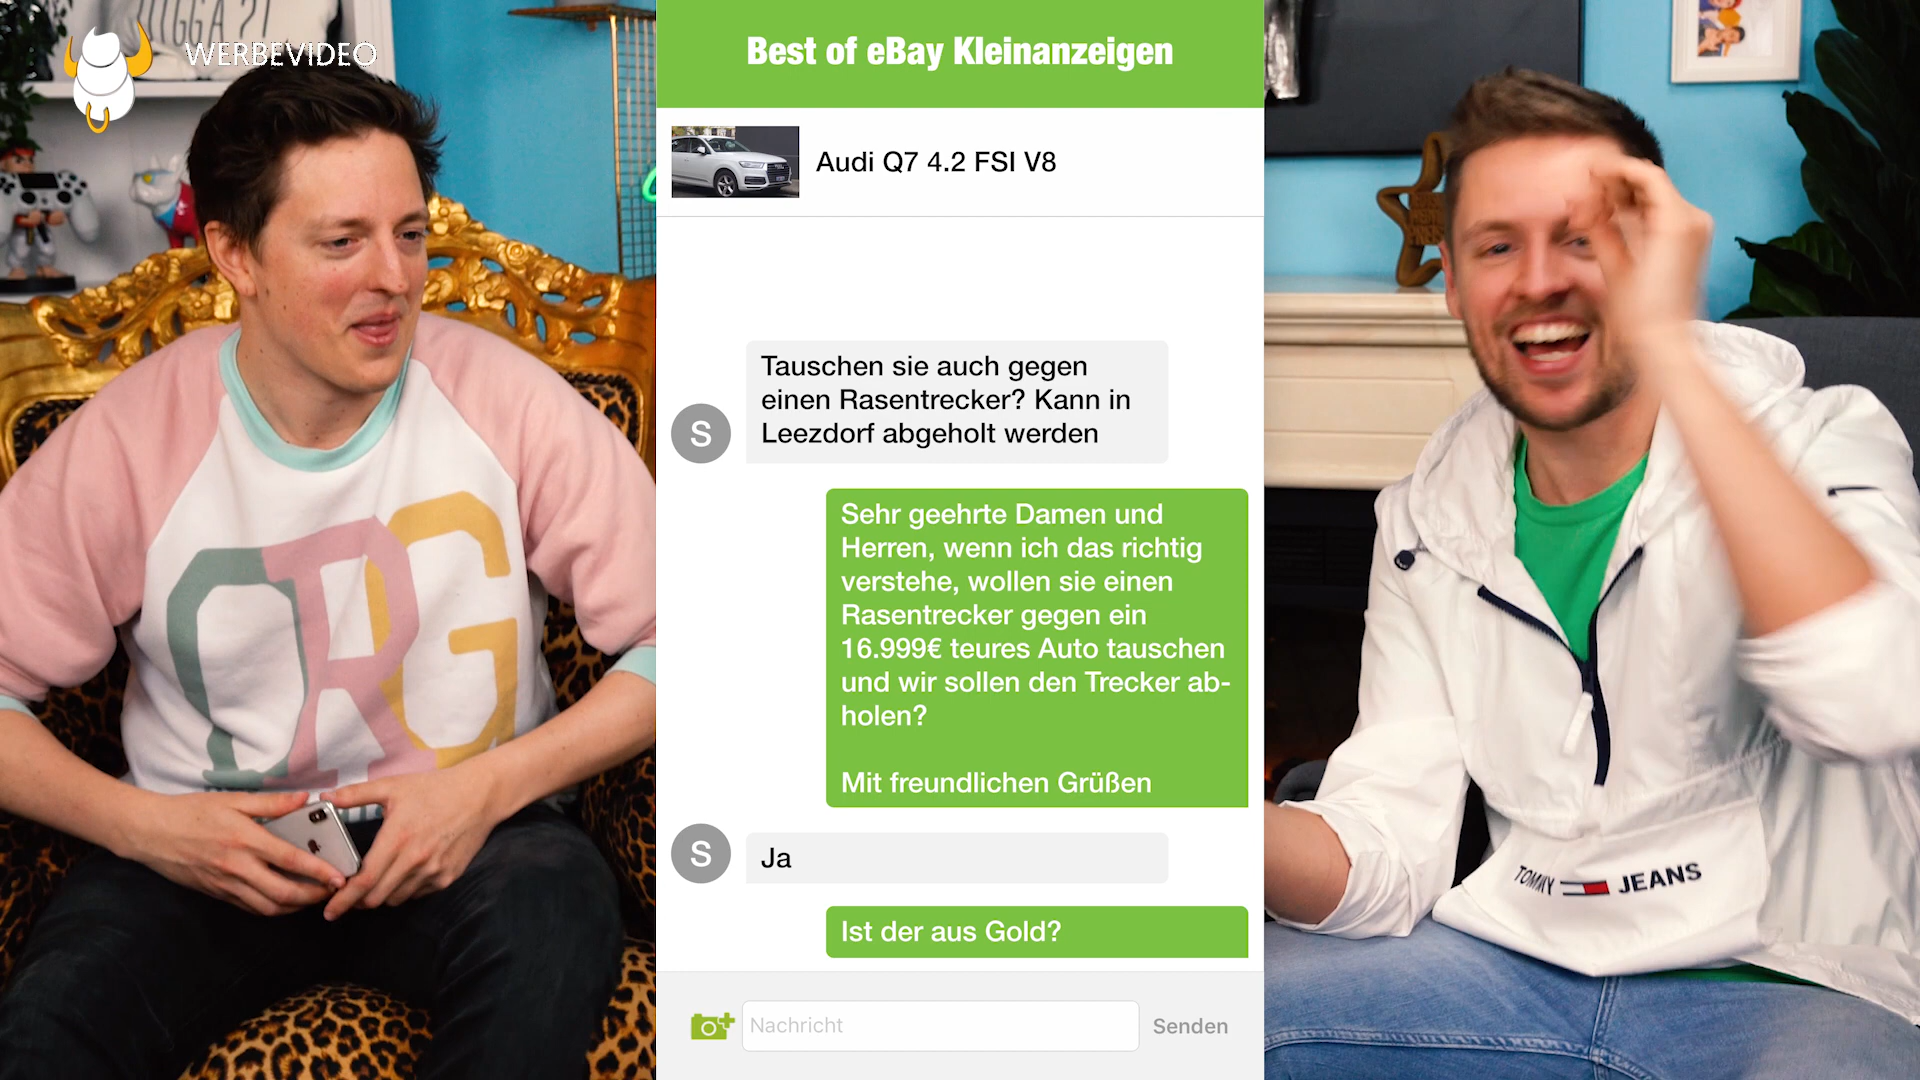 DIGGA ?!
WERBEVIDEO
ORG
Best of eBay Kleinanzeigen
Audi Q7 4.2 FSI V8
S
Tauschen sie auch gegen
einen Rasentrecker? Kann in
Leezdorf abgeholt werden
Sehr geehrte Damen und
Herren, wenn ich das richtig
verstehe, wollen sie einen
Rasentrecker gegen ein
16.999€ teures Auto tauschen
und wir sollen den Trecker ab-
holen?
Mit freundlichen Grüßen
S
Ja
Ist der aus Gold?
Nachricht
Senden
TOMMY JEANS